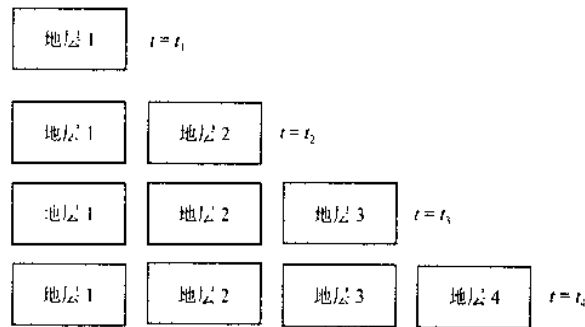 地层 1 t = t₁
地层 1 地层 2 t = t₂
地层 1 地层 2 地层 3 t = t₃
地层 1 地层 2 地层 3 地层 4 t = t₄